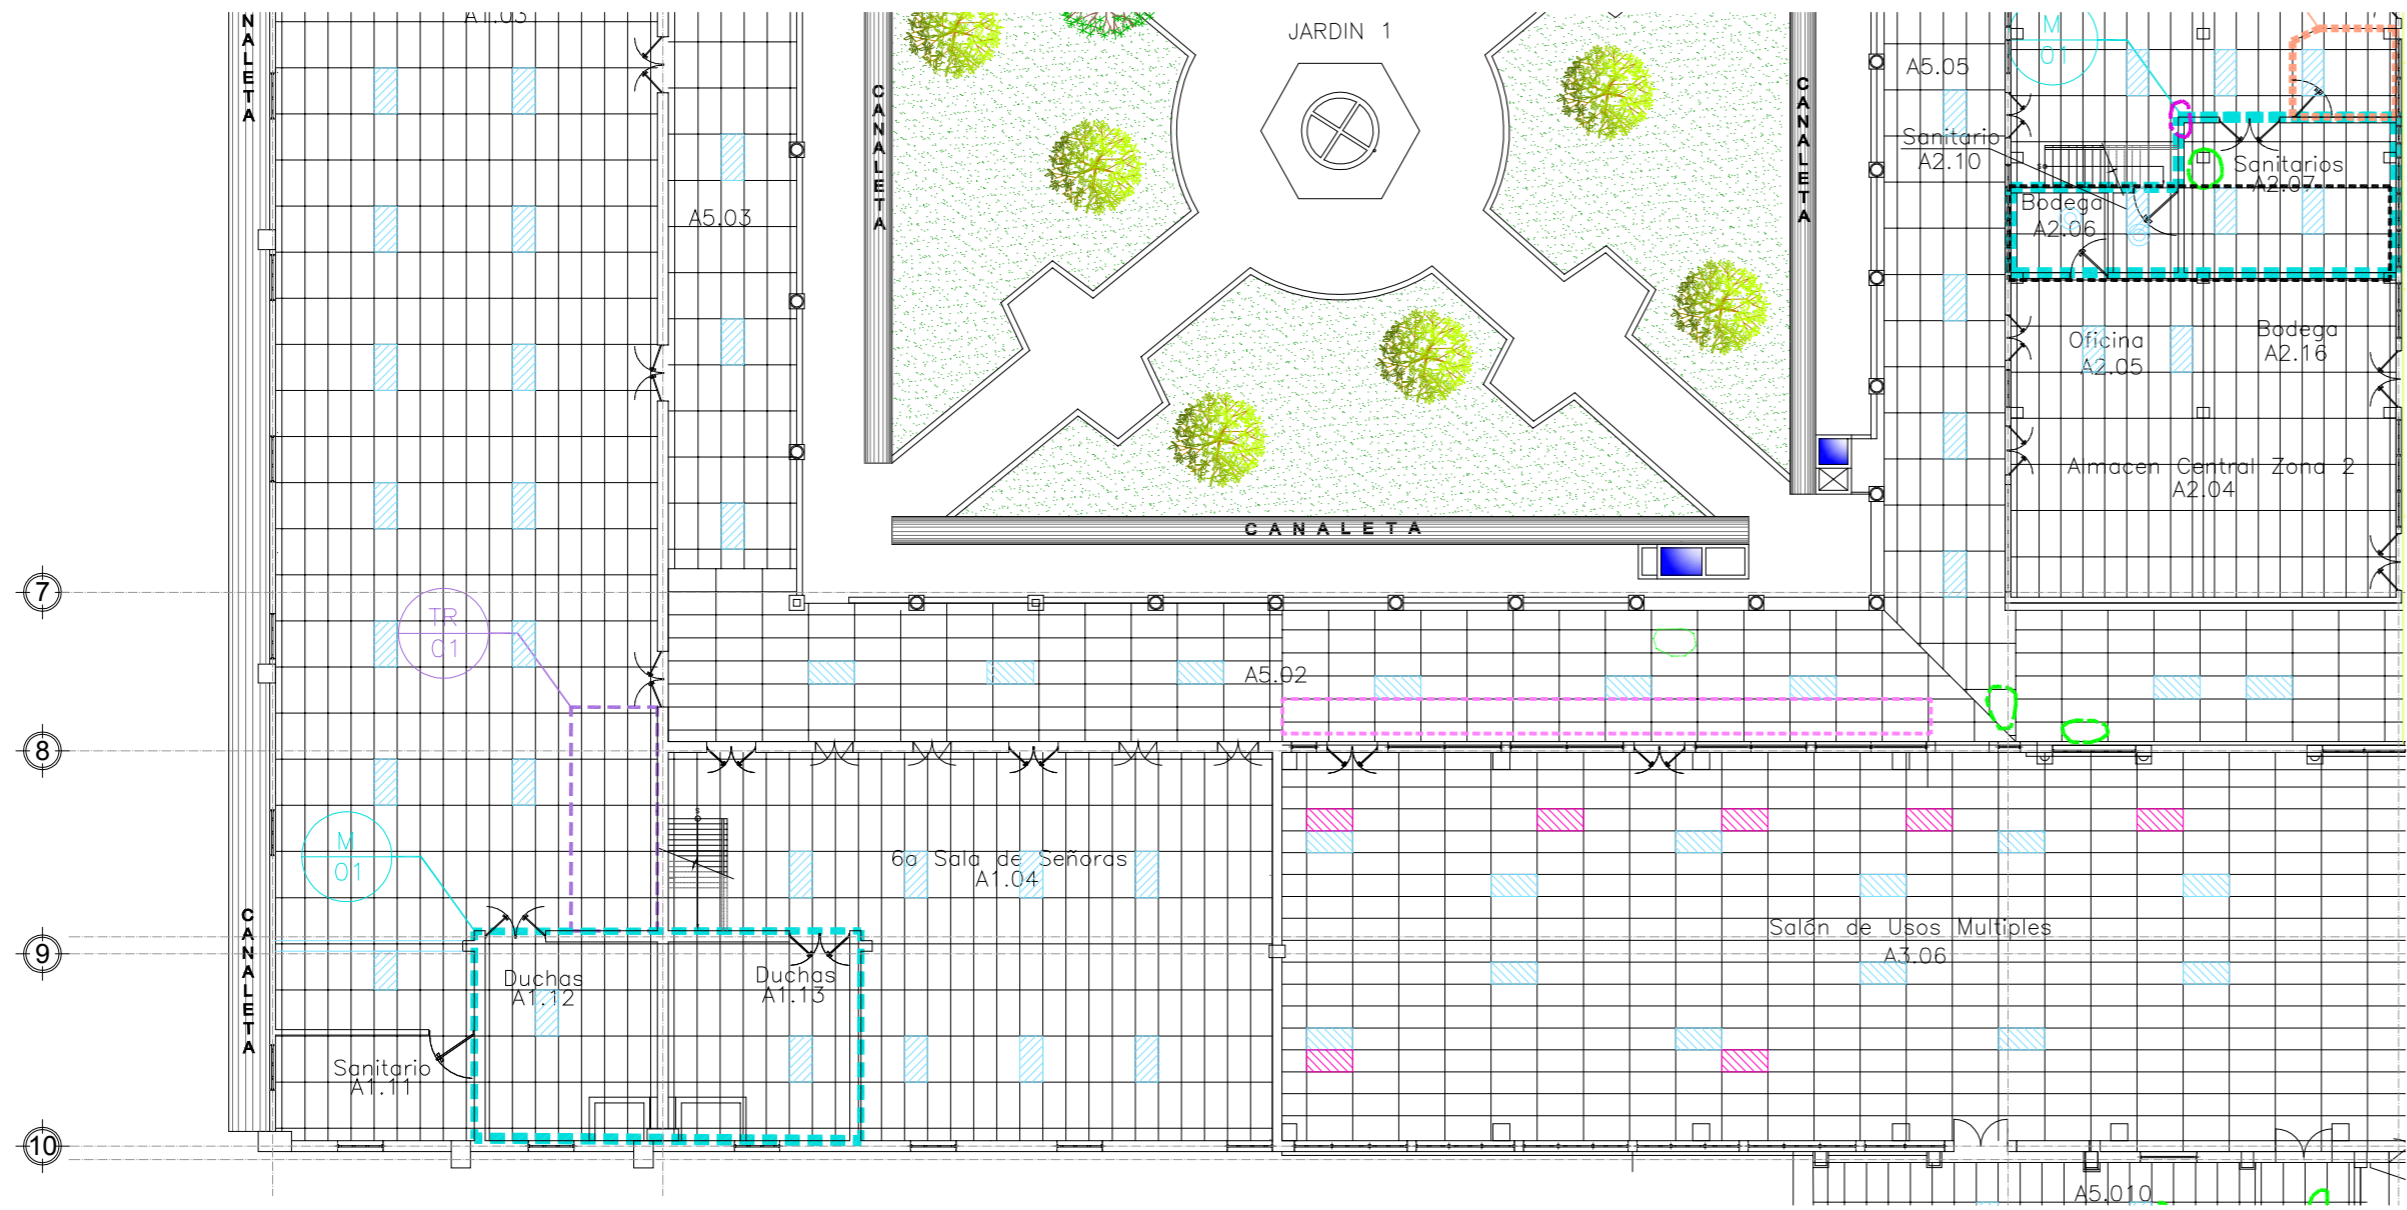 A1.03
JARDIN 1
M
01
A5.05
CANALETA
CANALETA
CANALETA
Sanitario
A2.10
Sanitarios
A2.07
Bodega
A2.06
A5.03
Oficina
A2.05
Bodega
A2.16
Almacen Central Zona 2
A2.04
CANALETA
7
TR
01
A5.02
8
M
01
6a Sala de Señoras
A1.04
Salón de Usos Multiples
A3.06
CANALETA
9
Duchas
A1.12
Duchas
A1.13
Sanitario
A1.11
10
A5.010